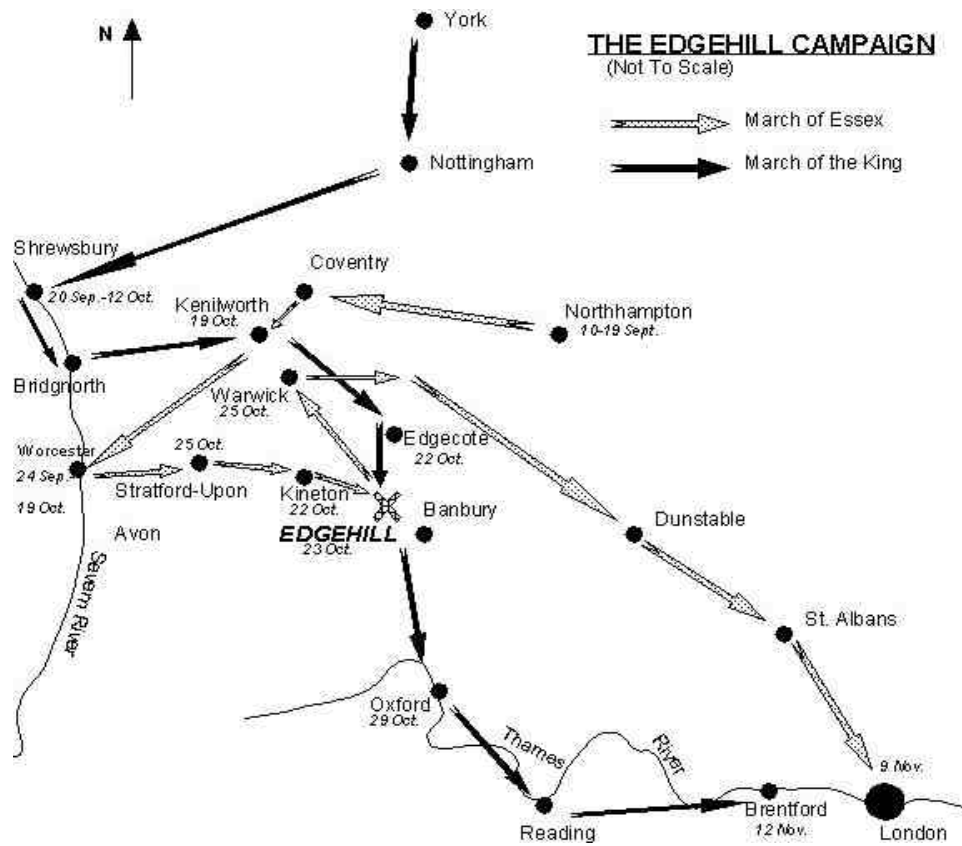 N
York
THE EDGEHILL CAMPAIGN
(Not To Scale)
March of Essex
March of the King
Nottingham
Shrewsbury
20 Sep.-12 Oct.
Coventry
Kenilworth
19 Oct.
Northhampton
10-19 Sept.
Bridgnorth
Warwick
25 Oct.
Edgecote
22 Oct.
Worcester
24 Sep.
19 Oct.
25 Oct.
Stratford-Upon
Avon
Kineton
22 Oct.
Banbury
EDGEHILL
23 Oct.
Dunstable
Severn River
St. Albans
Oxford
29 Oct.
Thames
River
9 Nov.
Reading
Brentford
12 Nov.
London